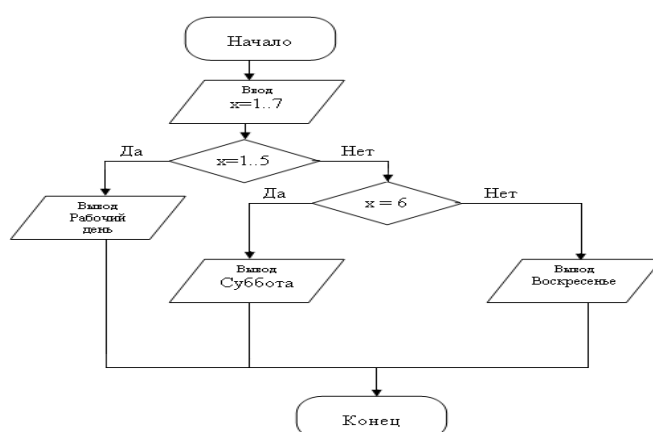 Начало
Ввод
x=1..7
Да
x=1..5
Нет
Вывод
Рабочий
день
Да
x = 6
Нет
Вывод
Суббота
Вывод
Воскресенье
Конец